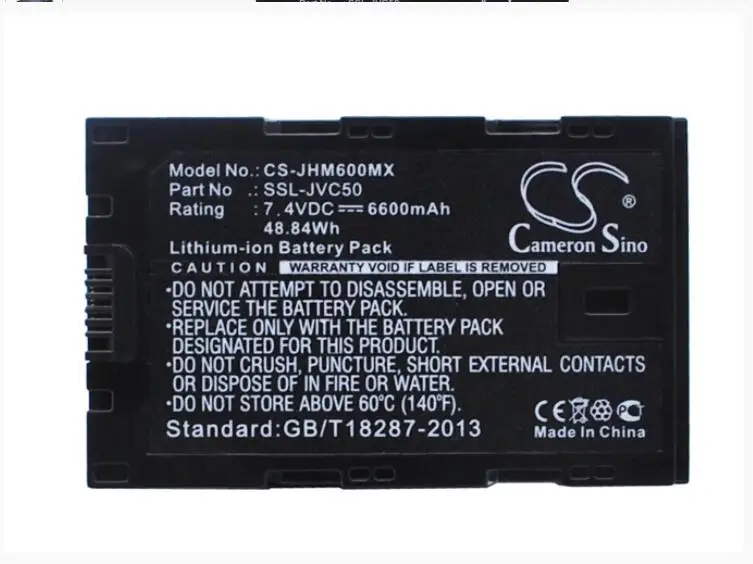 Model No.: CS-JHM600MX
Part No. : SSL-JVC50
Rating : 7.4VDC⎓6600mAh
48.84Wh
Lithium-ion Battery Pack
CS
®
Cameron Sino
CAUTION WARRANTY VOID IF LABEL IS REMOVED
•DO NOT ATTEMPT TO DISASSEMBLE, OPEN OR
SERVICE THE BATTERY PACK.
•REPLACE ONLY WITH THE BATTERY PACK
DESIGNATED FOR THIS EQUIPMENT.
•DO NOT CRUSH, PUNCTURE, SHORT EXTERNAL CONTACTS
OR DISPOSE OF IN FIRE OR WATER.
•DO NOT STORE ABOVE 60°C (140°F).
Standard:GB/T18287-2013
CE
Made In China